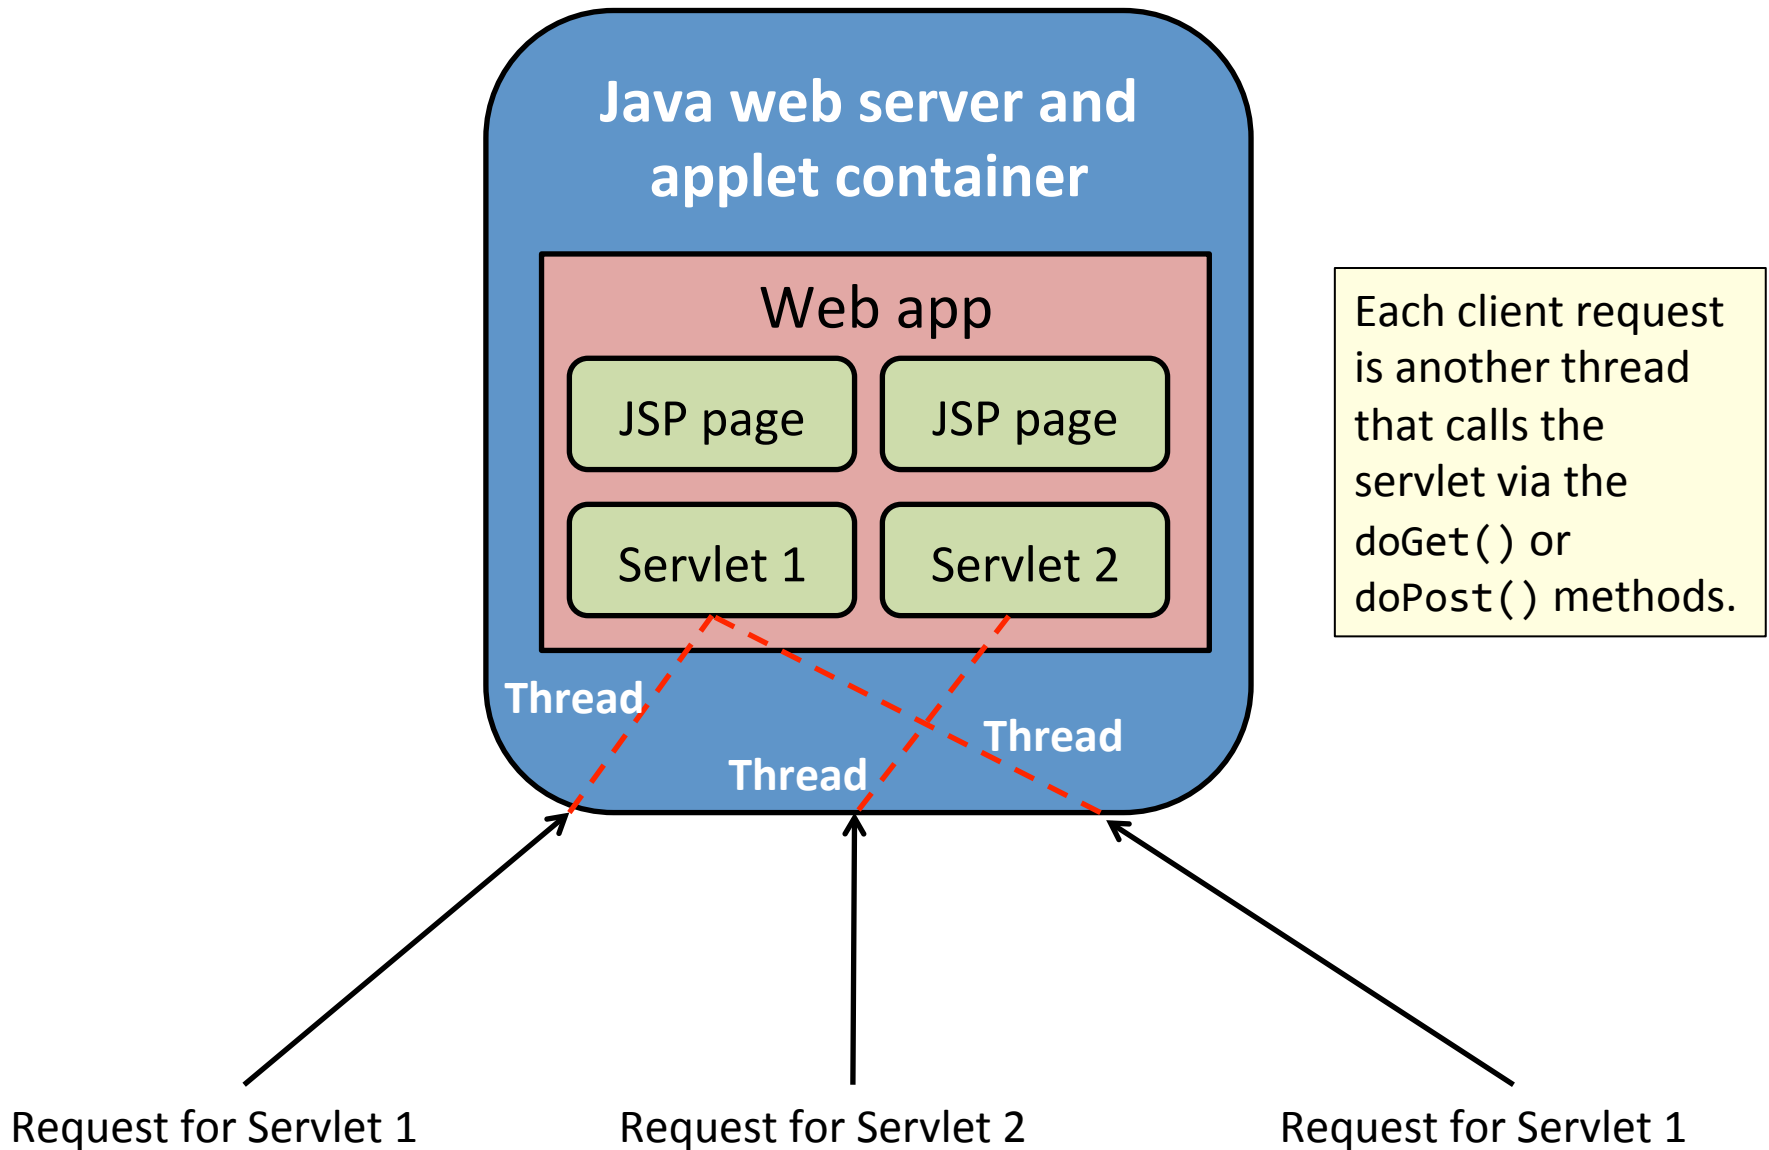 Java web server and
applet container
Web app
JSP page
JSP page
Servlet 1
Servlet 2
Thread
Thread
Thread
Each client request
is another thread
that calls the
servlet via the
doGet() or
doPost() methods.
Request for Servlet 1
Request for Servlet 2
Request for Servlet 1